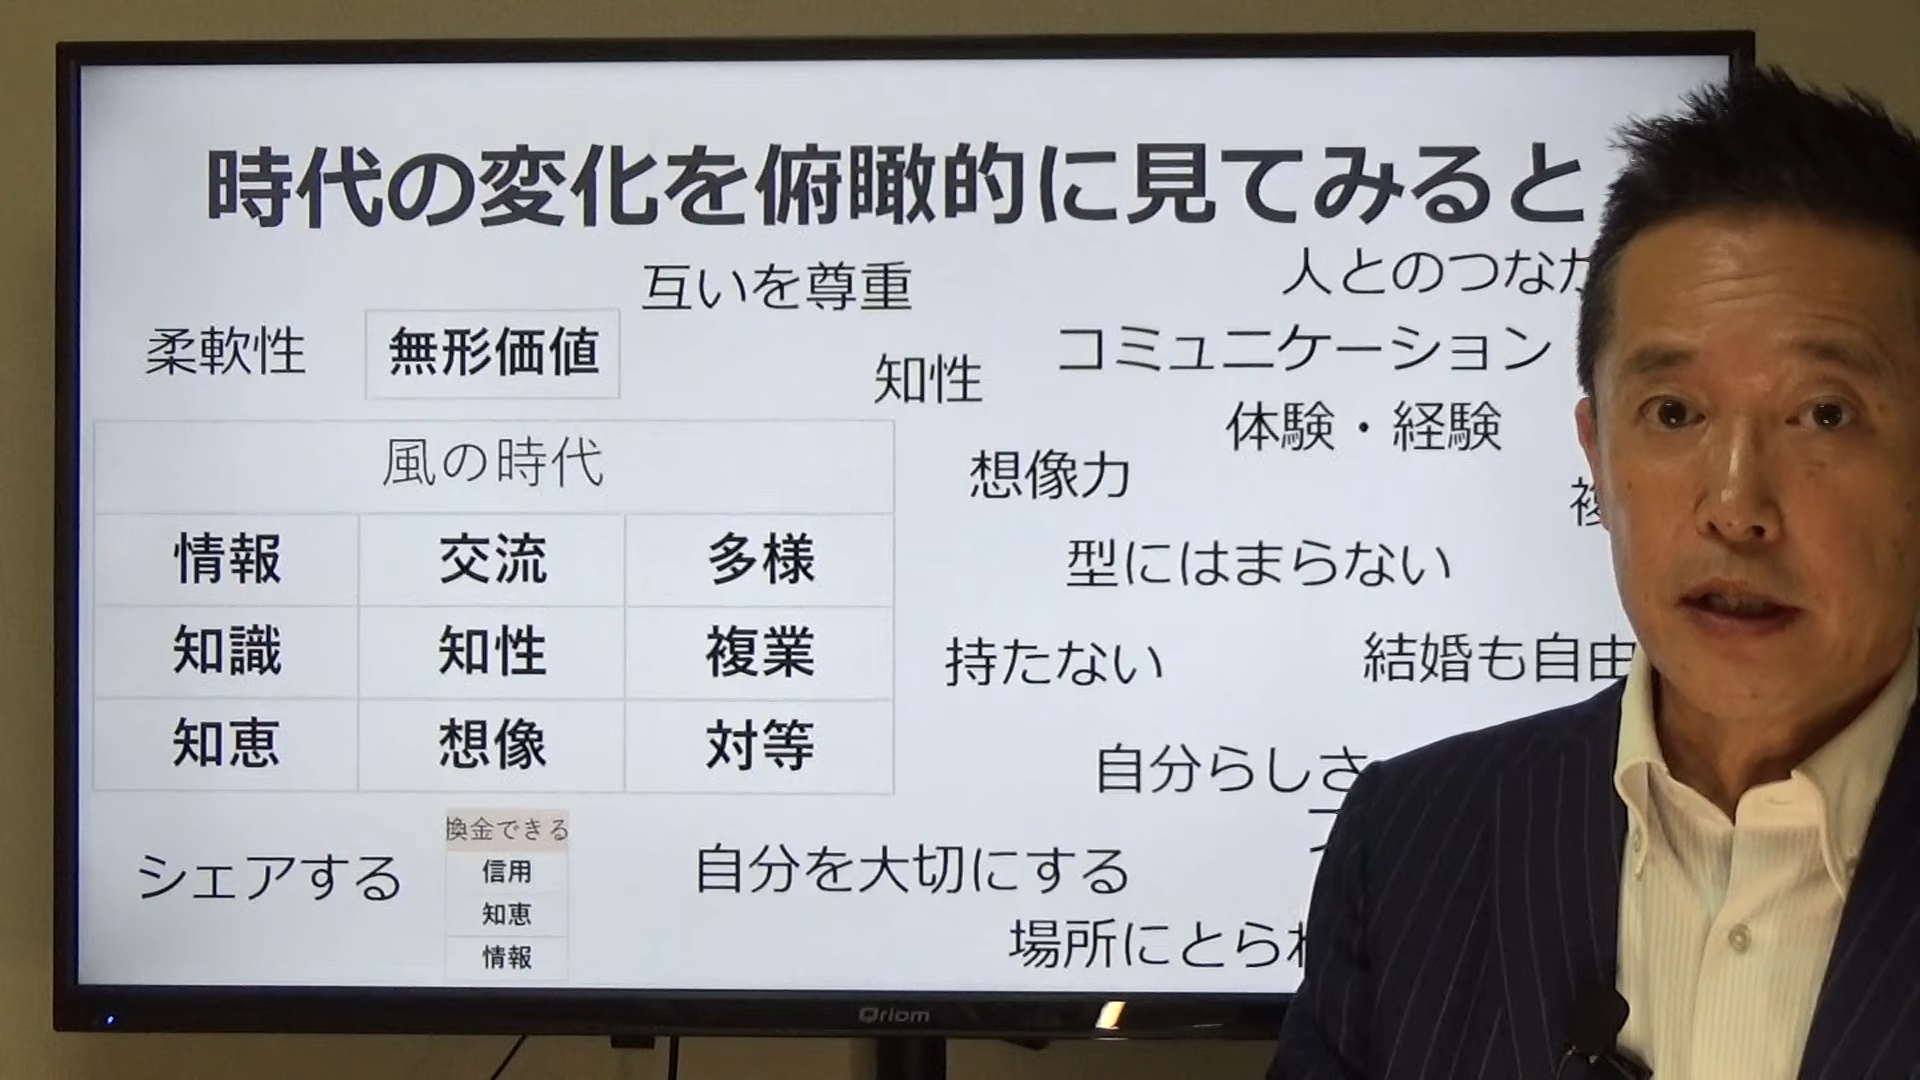 時代の変化を俯瞰的に見てみると
互いを尊重
人とのつなが
柔軟性
無形価値
知性
コミュニケーション
体験・経験
風の時代
想像力
複
情報 交流 多様
型にはまらない
知識 知性 複業
持たない
結婚も自由
知恵 想像 対等
自分らしさ
換金できる
シェアする
信用
自分を大切にする
知恵
場所にとらわ
情報
Qriom